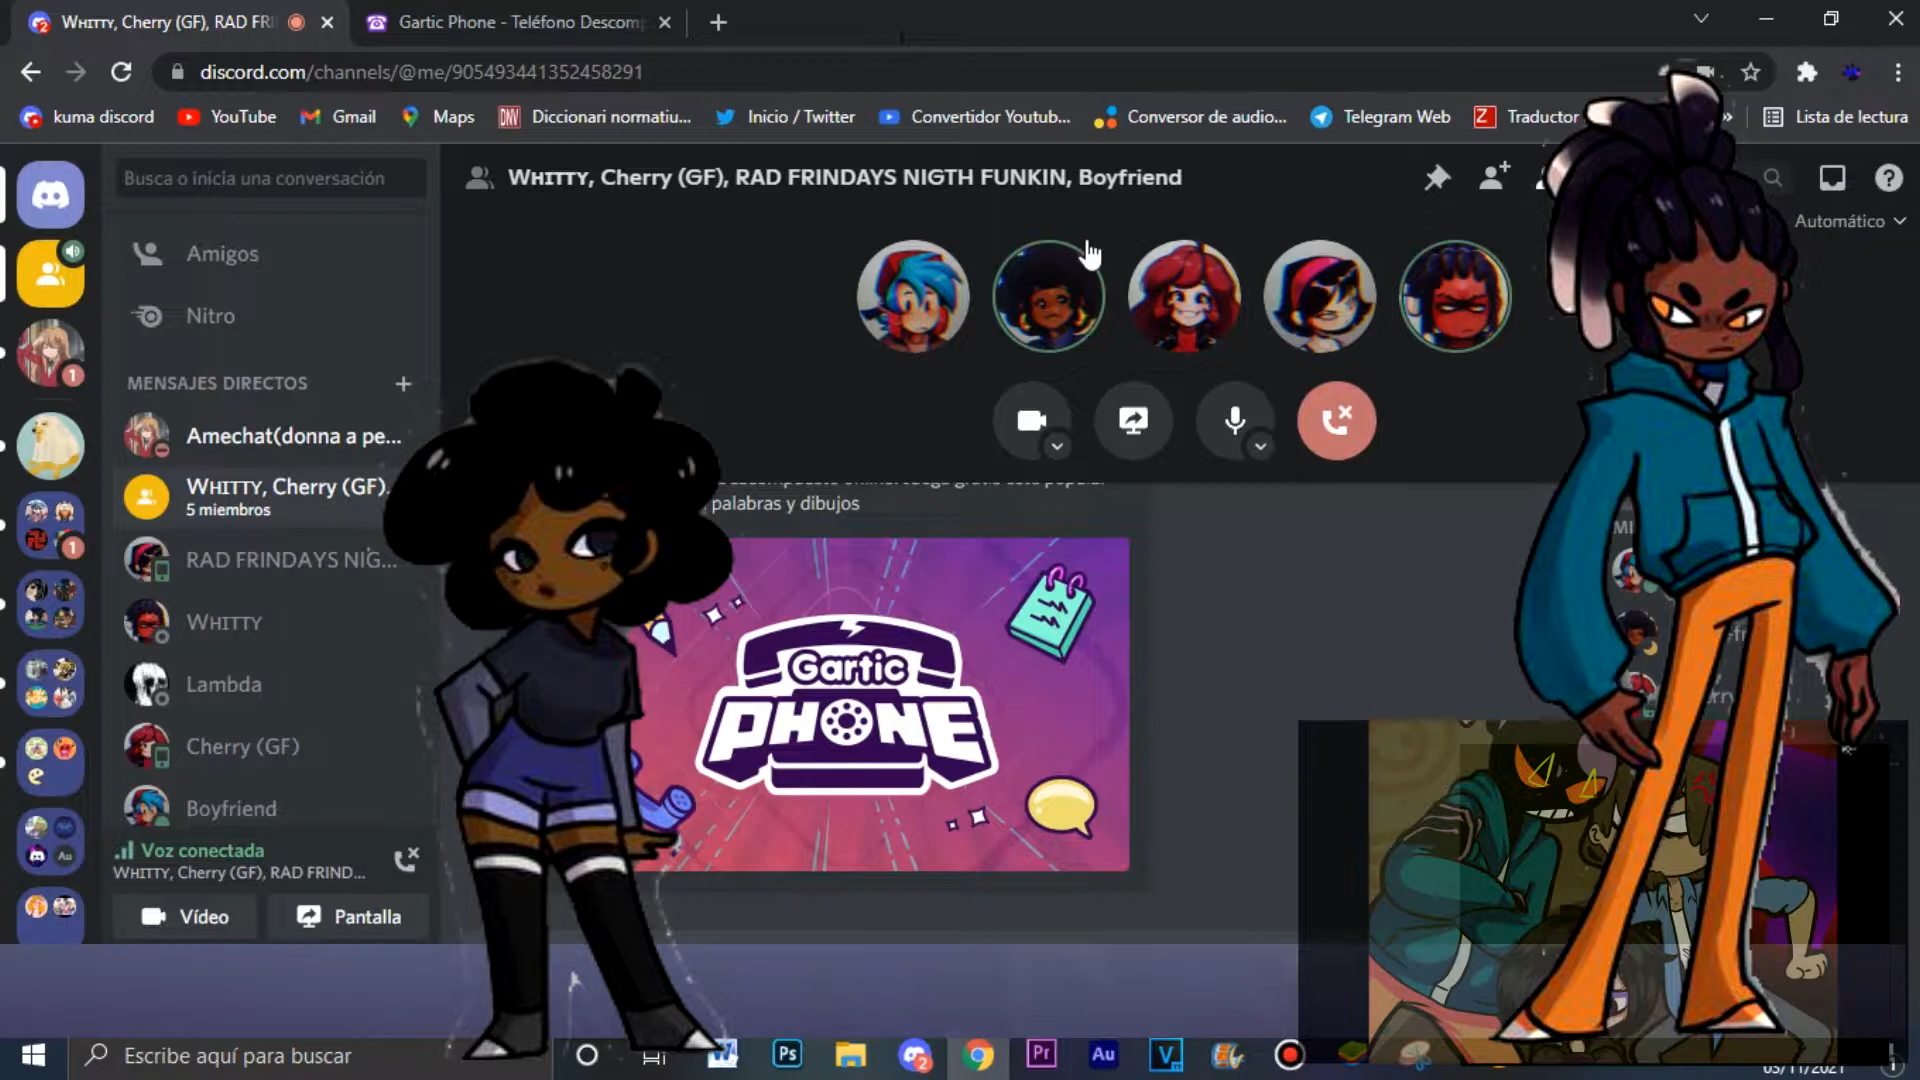 Whitty, Cherry (GF), RAD FRI
Gartic Phone - Teléfono Descom
discord.com/channels/@me/905493441352458291
kuma discord
YouTube
Gmail
Maps
DNV
Diccionari normatiu...
Inicio / Twitter
Convertidor Youtub...
Conversor de audio...
Telegram Web
Z
Traductor
»
Lista de lectura
Busca o inicia una conversación
Whitty, Cherry (GF), RAD FRINDAYS NIGTH FUNKIN, Boyfriend
Automático
Amigos
Nitro
MENSAJES DIRECTOS
Amechat(donna a pe...
Whitty, Cherry (GF),
5 miembros
RAD FRINDAYS NIG...
Whitty
Lambda
Cherry (GF)
Boyfriend
palabras y dibujos
Gartic
PHONE
Voz conectada
Whitty, Cherry (GF), RAD FRIND...
Vídeo
Pantalla
Escribe aquí para buscar
Ps
Pr
Au
V
03/11/2021